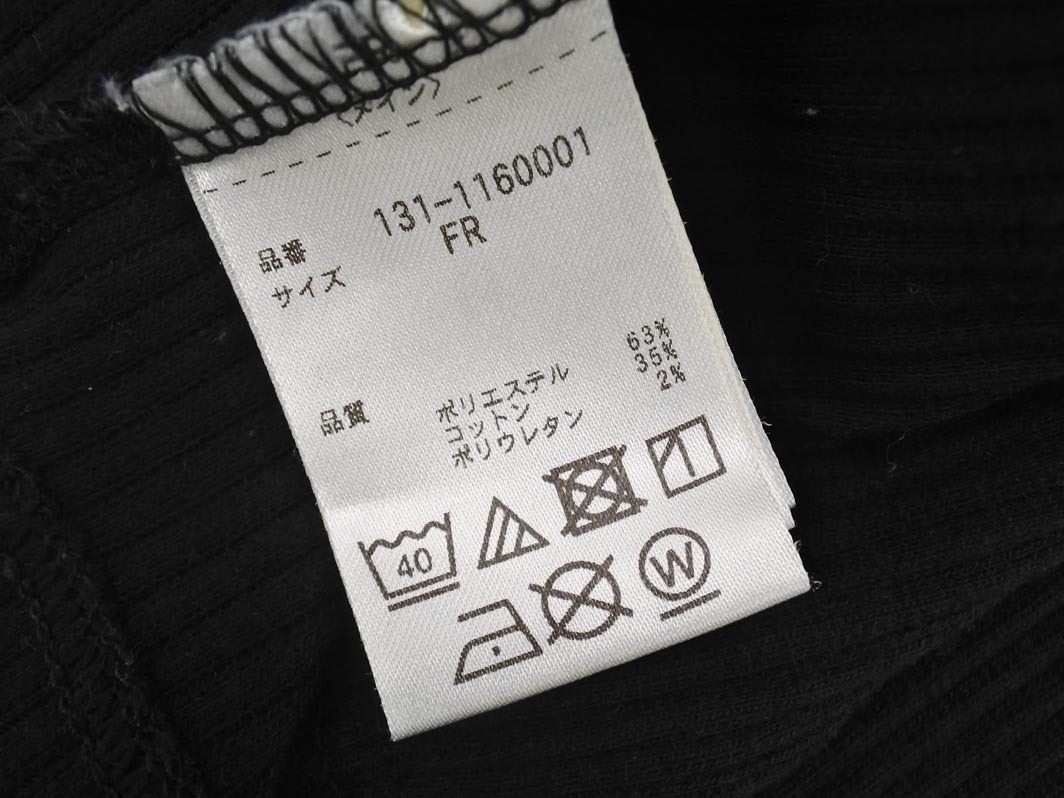 〈メイン〉
品番 131-1160001
サイズ FR
品質 ポリエステル 63%
コットン 35%
ポリウレタン 2%
40
W